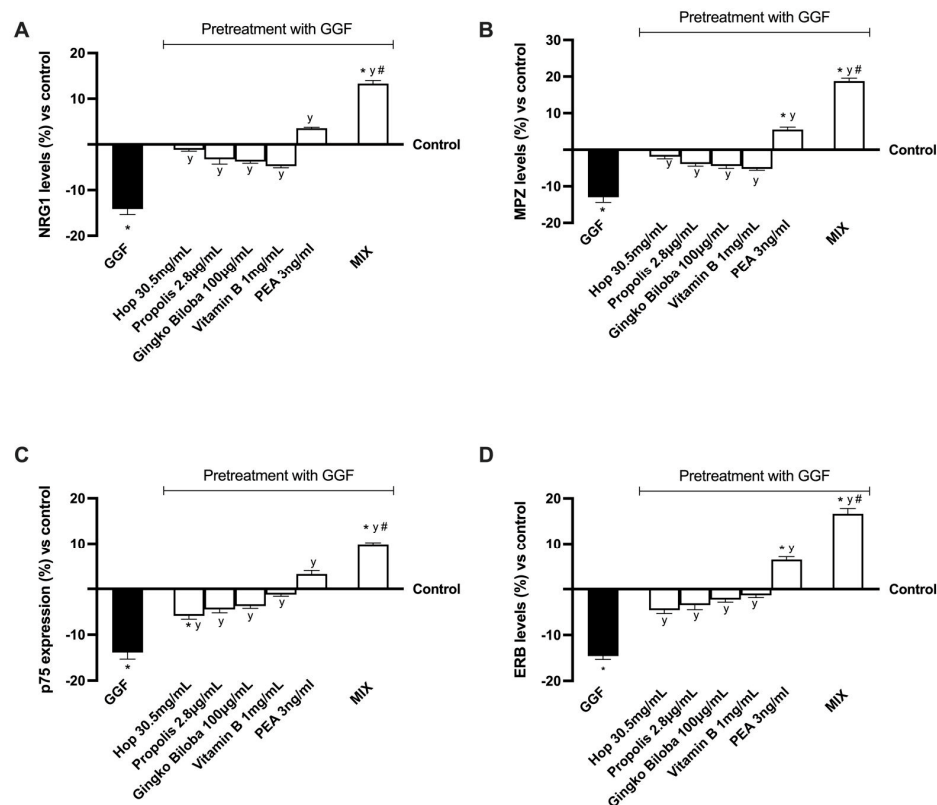 A
Pretreatment with GGF
NRG1 levels (%) vs control
20
10
-10
-20
* y #
y
y
y
y
y
*
Control
GGF
Hop 30.5mg/mL
Propolis 2.8µg/mL
Gingko Biloba 100µg/mL
Vitamin B 1mg/mL
PEA 3ng/ml
MIX
B
Pretreatment with GGF
MPZ levels (%) vs control
30
20
10
-10
-20
* y #
* y
y
y
y
y
*
Control
GGF
Hop 30.5mg/mL
Propolis 2.8µg/mL
Gingko Biloba 100µg/mL
Vitamin B 1mg/mL
PEA 3ng/ml
MIX
C
Pretreatment with GGF
p75 expression (%) vs control
20
10
-10
-20
* y #
y
* y
y
y
y
*
Control
GGF
Hop 30.5mg/mL
Propolis 2.8µg/mL
Gingko Biloba 100µg/mL
Vitamin B 1mg/mL
PEA 3ng/ml
MIX
D
Pretreatment with GGF
ERB levels (%) vs control
20
10
-10
-20
* y #
* y
y
y
y
y
*
Control
GGF
Hop 30.5mg/mL
Propolis 2.8µg/mL
Gingko Biloba 100µg/mL
Vitamin B 1mg/mL
PEA 3ng/ml
MIX